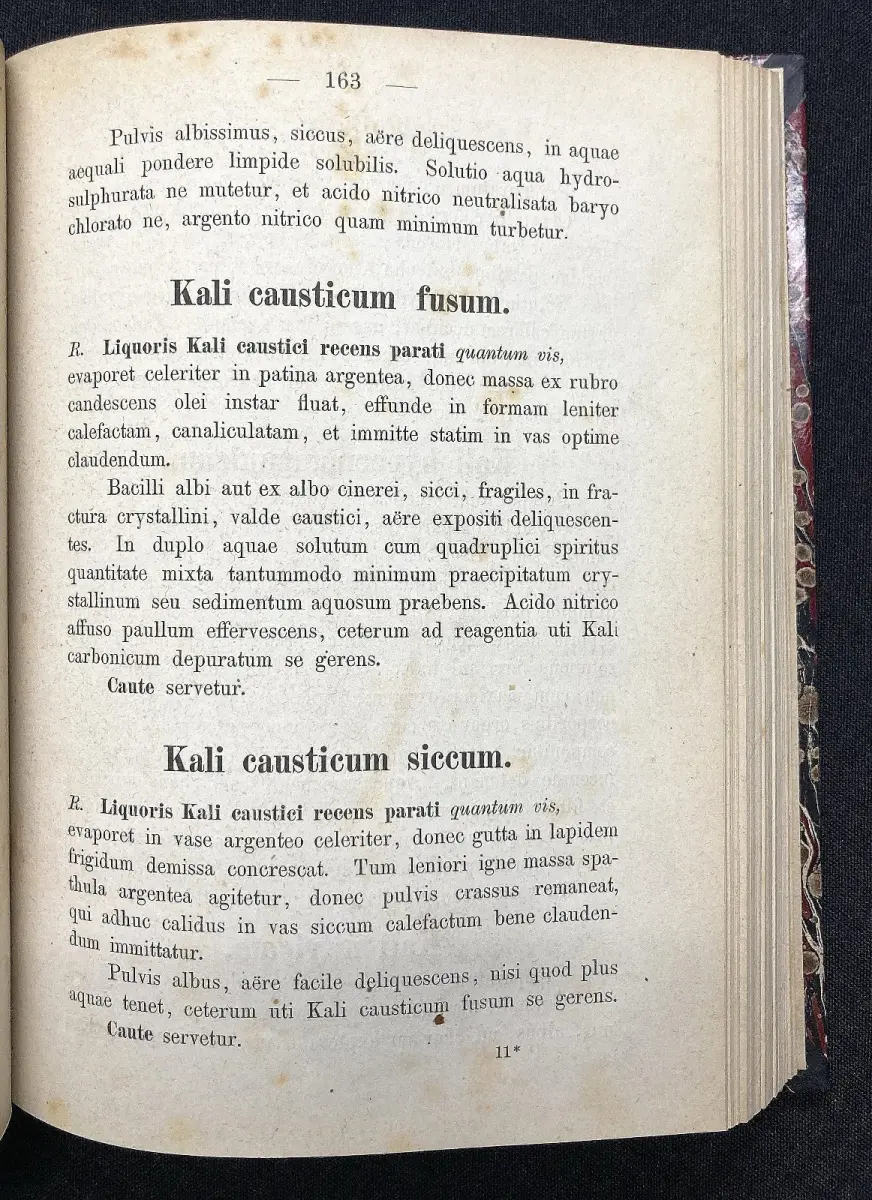 — 163 —
Pulvis albissimus, siccus, aëre deliquescens, in aquae
aequali pondere limpide solubilis. Solutio aqua hydro-
sulphurata ne mutetur, et acido nitrico neutralisata baryo
chlorato ne, argento nitrico quam minimum turbetur.
Kali causticum fusum.
R. Liquoris Kali caustici recens parati quantum vis,
evaporet celeriter in patina argentea, donec massa ex rubro
candescens olei instar fluat, effunde in formam leniter
calefactam, canaliculatam, et immitte statim in vas optime
claudendum.
Bacilli albi aut ex albo cinerei, sicci, fragiles, in fra-
ctura crystallini, valde caustici, aëre expositi deliquescen-
tes. In duplo aquae solutum cum quadruplici spiritus
quantitate mixta tantummodo minimum praecipitatum cry-
stallinum seu sedimentum aquosum praebens. Acido nitrico
affuso paullum effervescens, ceterum ad reagentia uti Kali
carbonicum depuratum se gerens.
Caute servetur.
Kali causticum siccum.
R. Liquoris Kali caustici recens parati quantum vis,
evaporet in vase argenteo celeriter, donec gutta in lapidem
frigidum demissa concrescat. Tum leniori igne massa spa-
thula argentea agitetur, donec pulvis crassus remaneat,
qui adhuc calidus in vas siccum calefactum bene clauden-
dum immittatur.
Pulvis albus, aëre facile deliquescens, nisi quod plus
aquae tenet, ceterum uti Kali causticum fusum se gerens.
Caute servetur.
11*